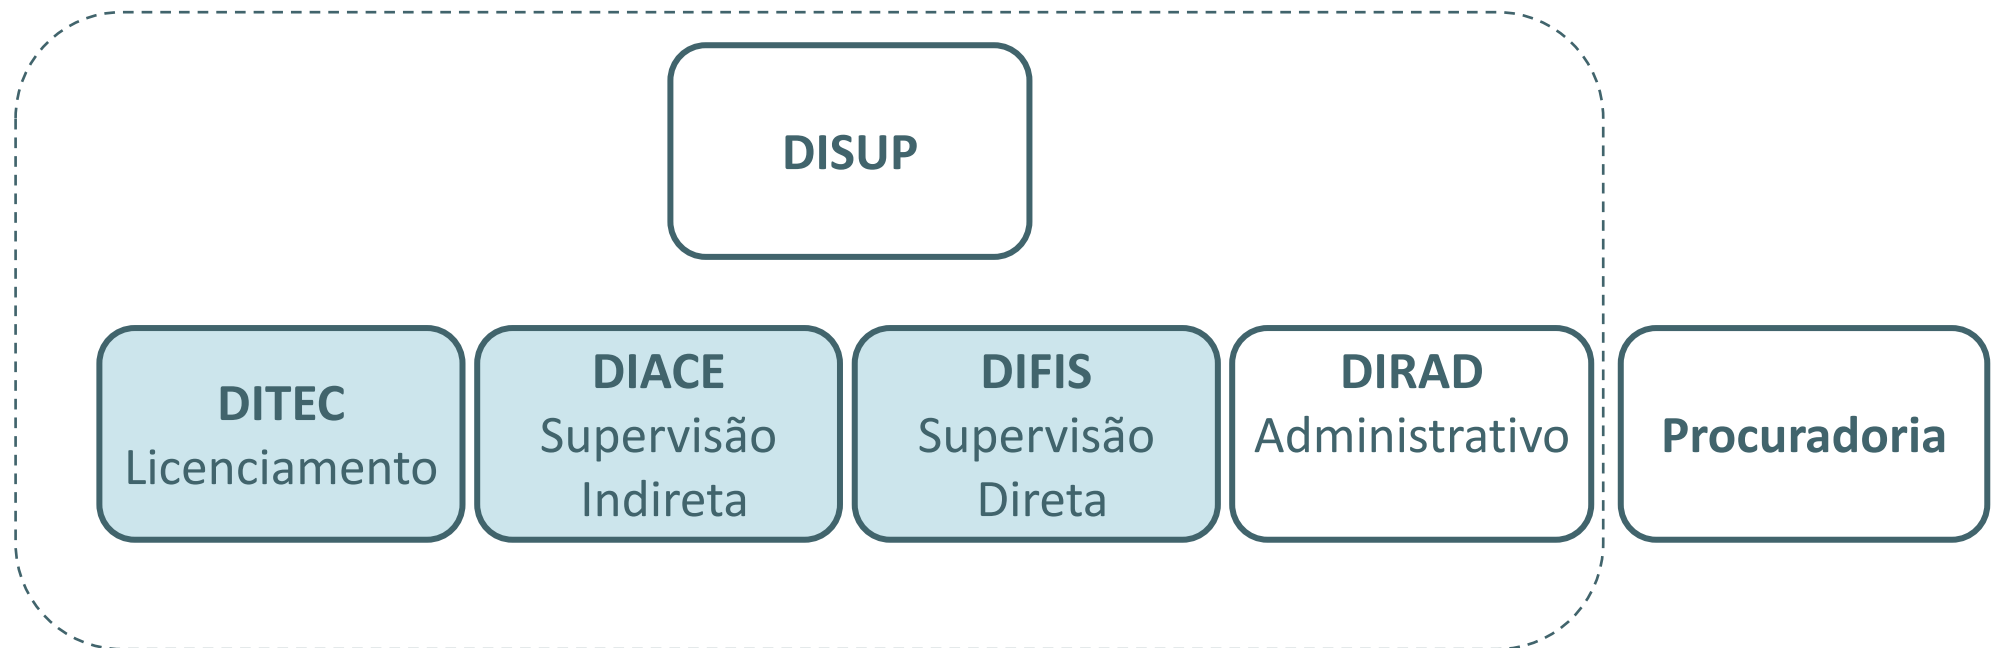 DISUP
DITEC
Licenciamento
DIACE
Supervisão
Indireta
DIFIS
Supervisão
Direta
DIRAD
Administrativo
Procuradoria